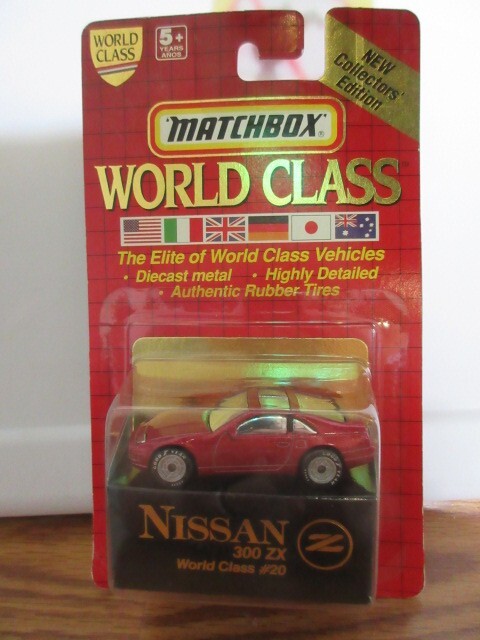 WORLD
CLASS
5+
YEARS
AÑOS
NEW
Collectors'
Edition
MATCHBOX®
WORLD CLASS
The Elite of World Class Vehicles
• Diecast metal • Highly Detailed
• Authentic Rubber Tires
NISSAN
300 ZX
World Class #20
Z